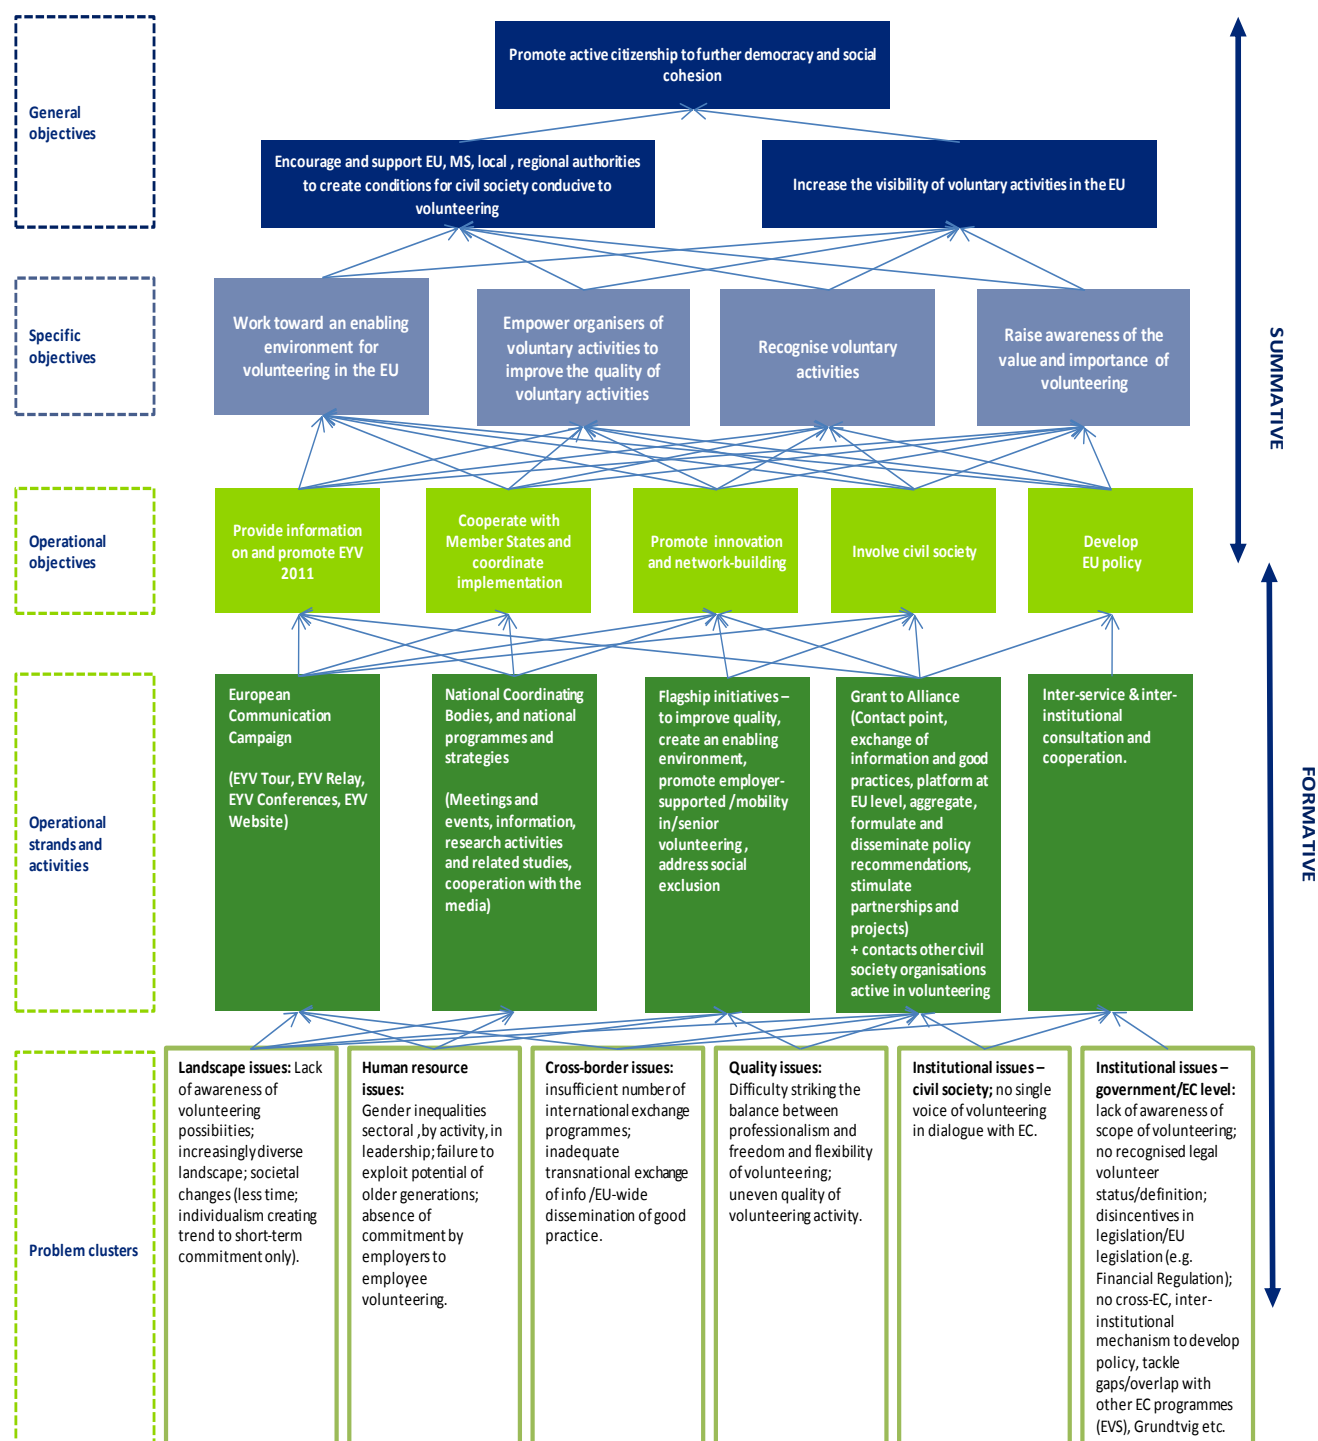 Promote active citizenship to further democracy and social
cohesion
General
objectives
Encourage and support EU, MS, local , regional authorities
to create conditions for civil society conducive to
volunteering
Increase the visibility of voluntary activities in the EU
Specific
objectives
Work toward an enabling
environment for
volunteering in the EU
Empower organisers of
voluntary activities to
improve the quality of
voluntary activities
Recognise voluntary
activities
Raise awareness of the
value and importance of
volunteering
SUMMATIVE
Operational
objectives
Provide information
on and promote EYV
2011
Cooperate with
Member States and
coordinate
implementation
Promote innovation
and network-building
Involve civil society
Develop
EU policy
Operational
strands and
activities
European
Communication
Campaign
(EYV Tour, EYV Relay,
EYV Conferences, EYV
Website)
National Coordinating
Bodies, and national
programmes and
strategies
(Meetings and
events, information,
research activities
and related studies,
cooperation with the
media)
Flagship initiatives –
to improve quality,
create an enabling
environment,
promote employer-
supported /mobility
in/senior
volunteering ,
address social
exclusion
Grant to Alliance
(Contact point,
exchange of
information and good
practices, platform at
EU level, aggregate,
formulate and
disseminate policy
recommendations,
stimulate
partnerships and
projects)
+ contacts other civil
society organisations
active in volunteering
Inter-service & inter-
institutional
consultation and
cooperation.
FORMATIVE
Problem clusters
Landscape issues: Lack
of awareness of
volunteering
possibiities;
increasingly diverse
landscape; societal
changes (less time;
individualism creating
trend to short-term
commitment only).
Human resource
issues:
Gender inequalities
sectoral ,by activity, in
leadership; failure to
exploit potential of
older generations;
absence of
commitment by
employers to
employee
volunteering.
Cross-border issues:
insufficient number of
international exchange
programmes;
inadequate
transnational exchange
of info /EU-wide
dissemination of good
practice.
Quality issues:
Difficulty striking the
balance between
professionalism and
freedom and flexibility
of volunteering;
uneven quality of
volunteering activity.
Institutional issues –
civil society; no single
voice of volunteering
in dialogue with EC.
Institutional issues –
government/EC level:
lack of awareness of
scope of volunteering;
no recognised legal
volunteer
status/definition;
disincentives in
legislation/EU
legislation (e.g.
Financial Regulation);
no cross-EC, inter-
institutional
mechanism to develop
policy, tackle
gaps/overlap with
other EC programmes
(EVS), Grundtvig etc.